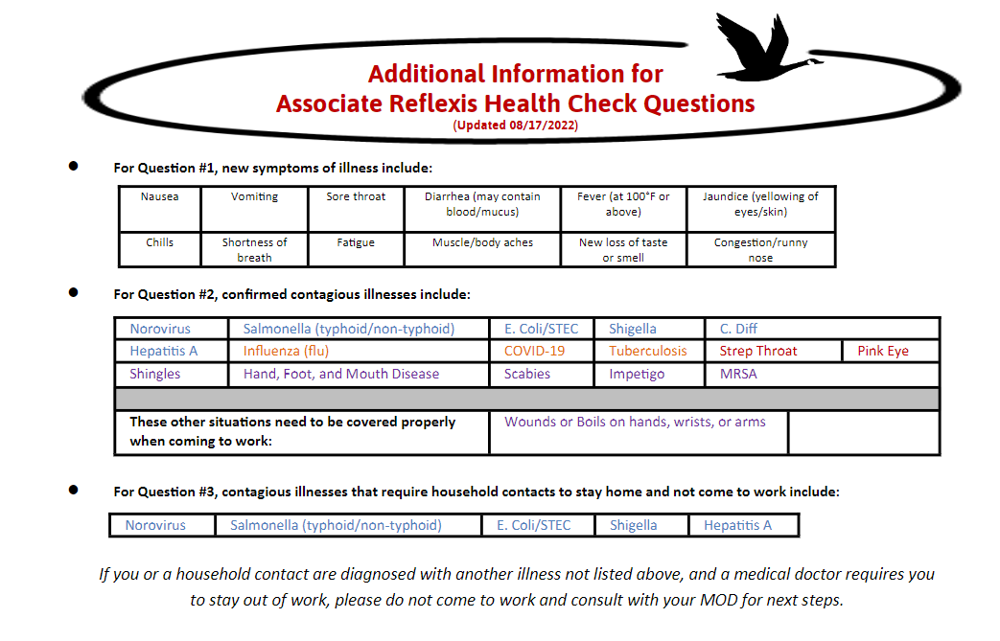 Additional Information for
Associate Reflexis Health Check Questions
(Updated 08/17/2022)
● For Question #1, new symptoms of illness include:
Nausea Vomiting Sore throat Diarrhea (may contain Fever (at 100°F or Jaundice (yellowing of
blood/mucus) above) eyes/skin)
Chills Shortness of Fatigue Muscle/body aches New loss of taste Congestion/runny
breath or smell nose
● For Question #2, confirmed contagious illnesses include:
Norovirus Salmonella (typhoid/non-typhoid) E. Coli/STEC Shigella C. Diff
Hepatitis A Influenza (flu) COVID-19 Tuberculosis Strep Throat Pink Eye
Shingles Hand, Foot, and Mouth Disease Scabies Impetigo MRSA
These other situations need to be covered properly Wounds or Boils on hands, wrists, or arms
when coming to work:
● For Question #3, contagious illnesses that require household contacts to stay home and not come to work include:
Norovirus Salmonella (typhoid/non-typhoid) E. Coli/STEC Shigella Hepatitis A
If you or a household contact are diagnosed with another illness not listed above, and a medical doctor requires you
to stay out of work, please do not come to work and consult with your MOD for next steps.